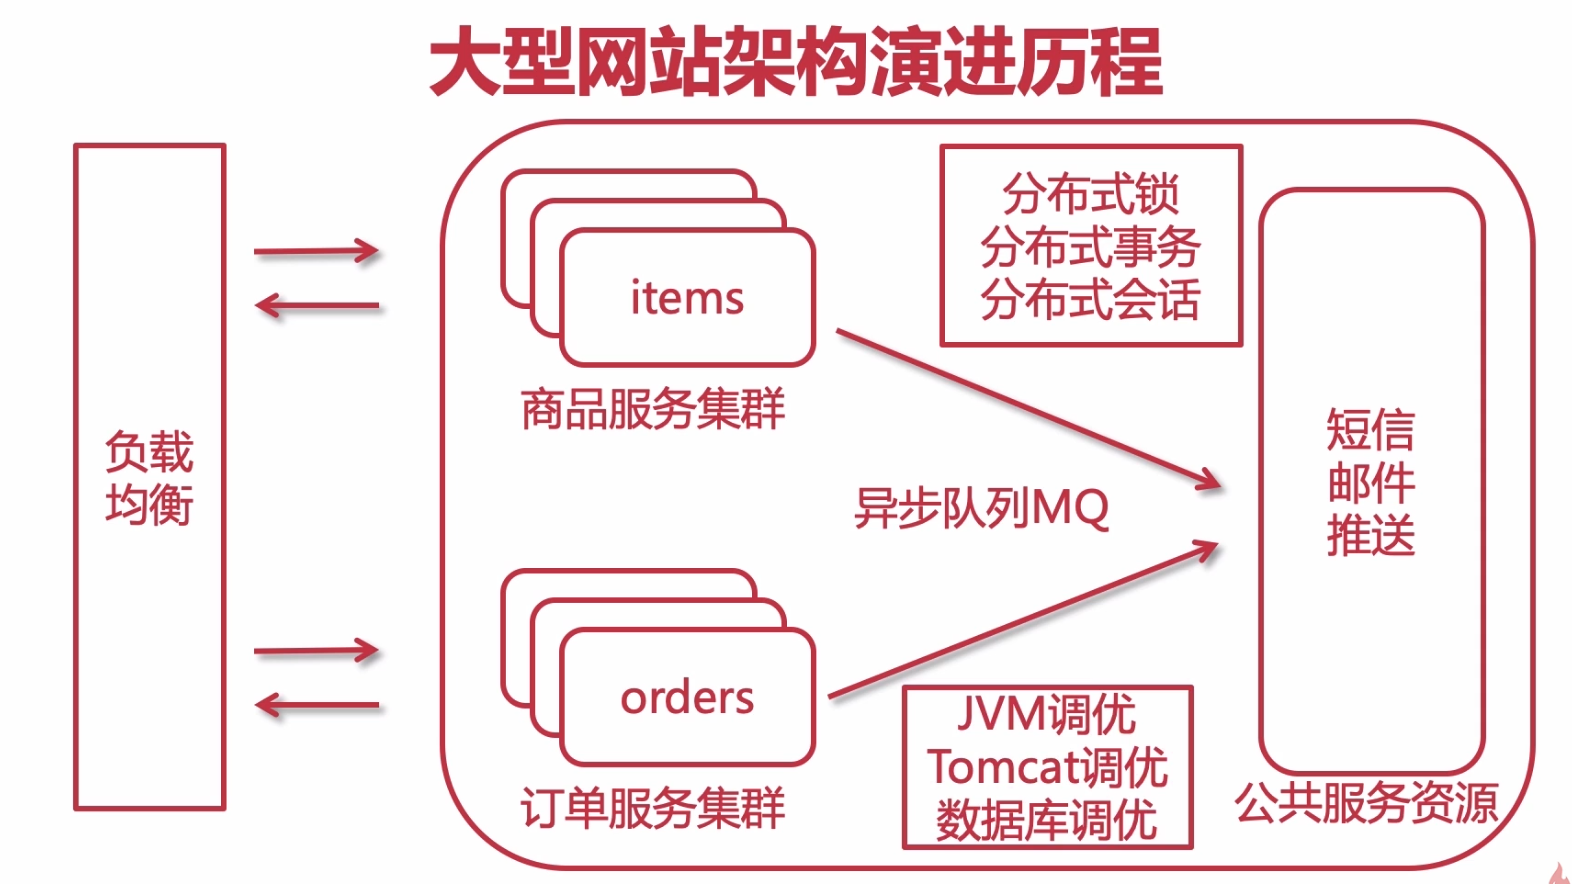 大型网站架构演进历程
负载
均衡
items
商品服务集群
分布式锁
分布式事务
分布式会话
异步队列MQ
短信
邮件
推送
orders
订单服务集群
JVM调优
Tomcat调优
数据库调优
公共服务资源